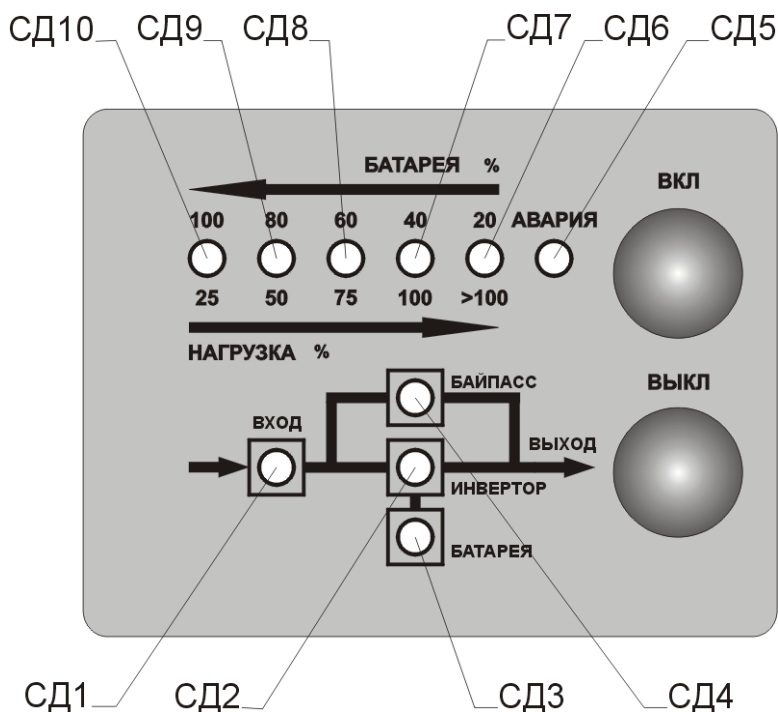 СД10 СД9 СД8 СД7 СД6 СД5
БАТАРЕЯ %
ВКЛ
100 80 60 40 20 АВАРИЯ
25 50 75 100 >100
НАГРУЗКА %
БАЙПАСС
ВЫКЛ
ВХОД
ВЫХОД
ИНВЕРТОР
БАТАРЕЯ
СД1 СД2 СД3 СД4